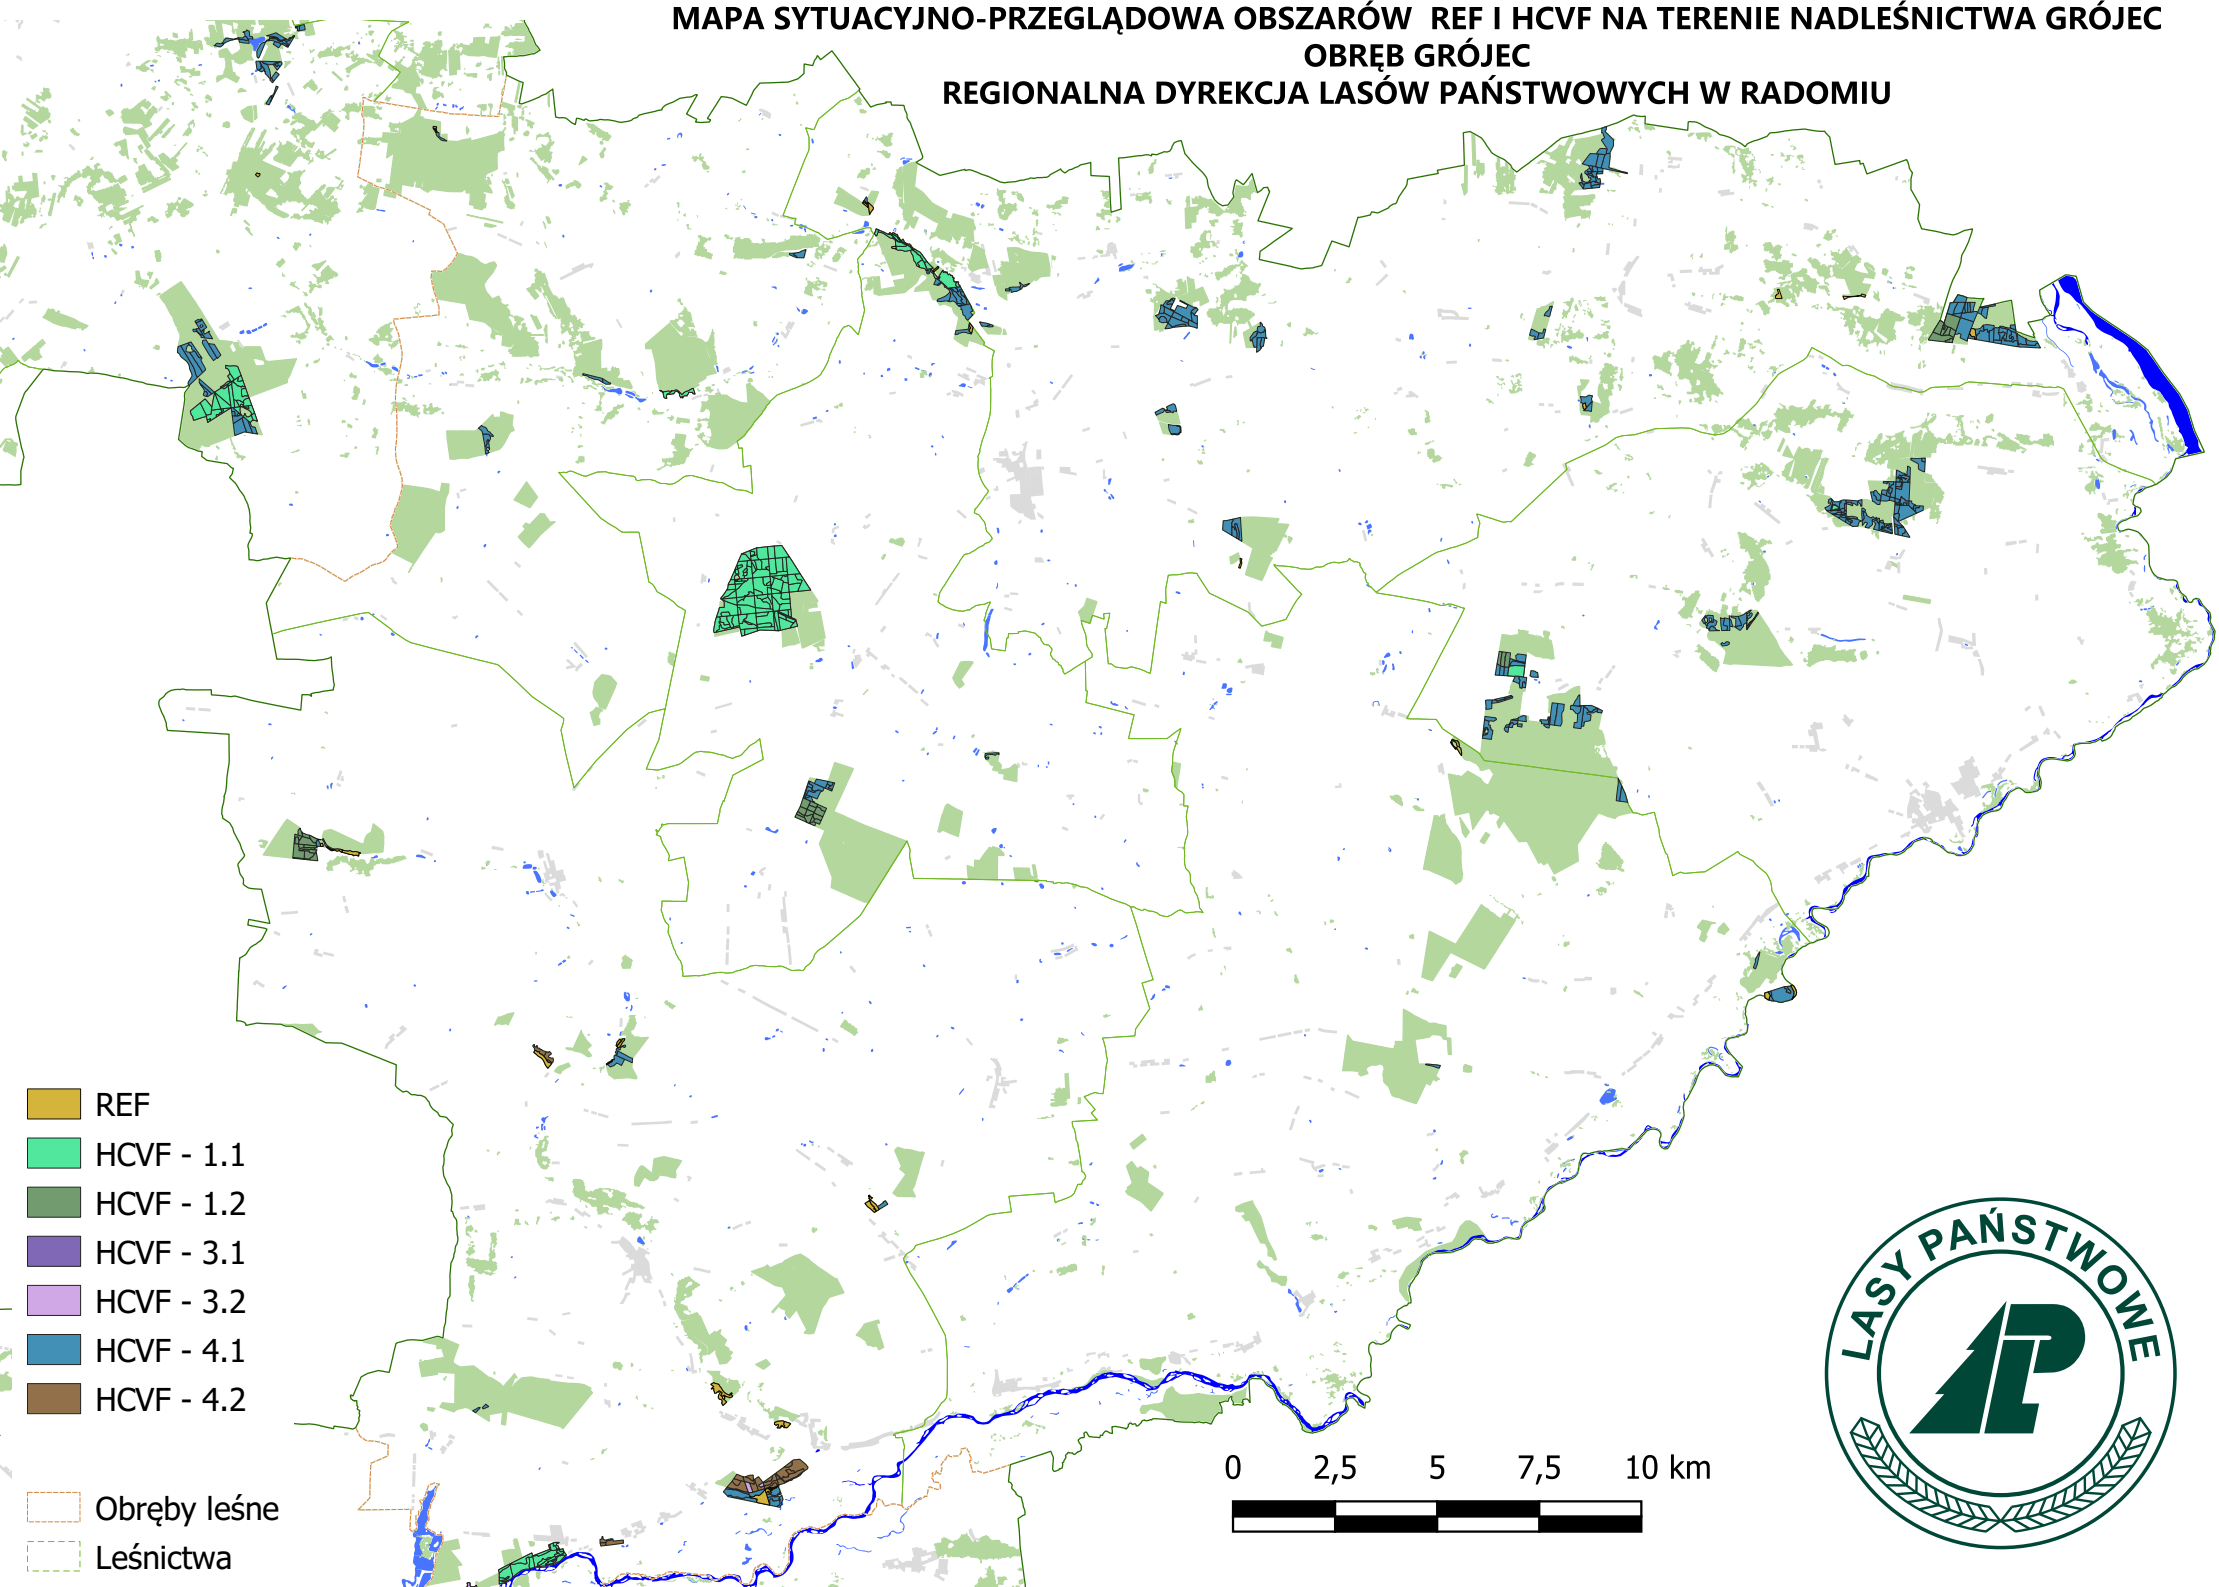 MAPA SYTUACYJNO-PRZEGLĄDOWA OBSZARÓW  REF I HCVF NA TERENIE NADLEŚNICTWA GRÓJEC
OBRĘB GRÓJEC
REGIONALNA DYREKCJA LASÓW PAŃSTWOWYCH W RADOMIU
REF
HCVF - 1.1
HCVF - 1.2
HCVF - 3.1
HCVF - 3.2
HCVF - 4.1
HCVF - 4.2
Obręby leśne
Leśnictwa
0 2,5 5 7,5 10 km
LASY PAŃSTWOWE